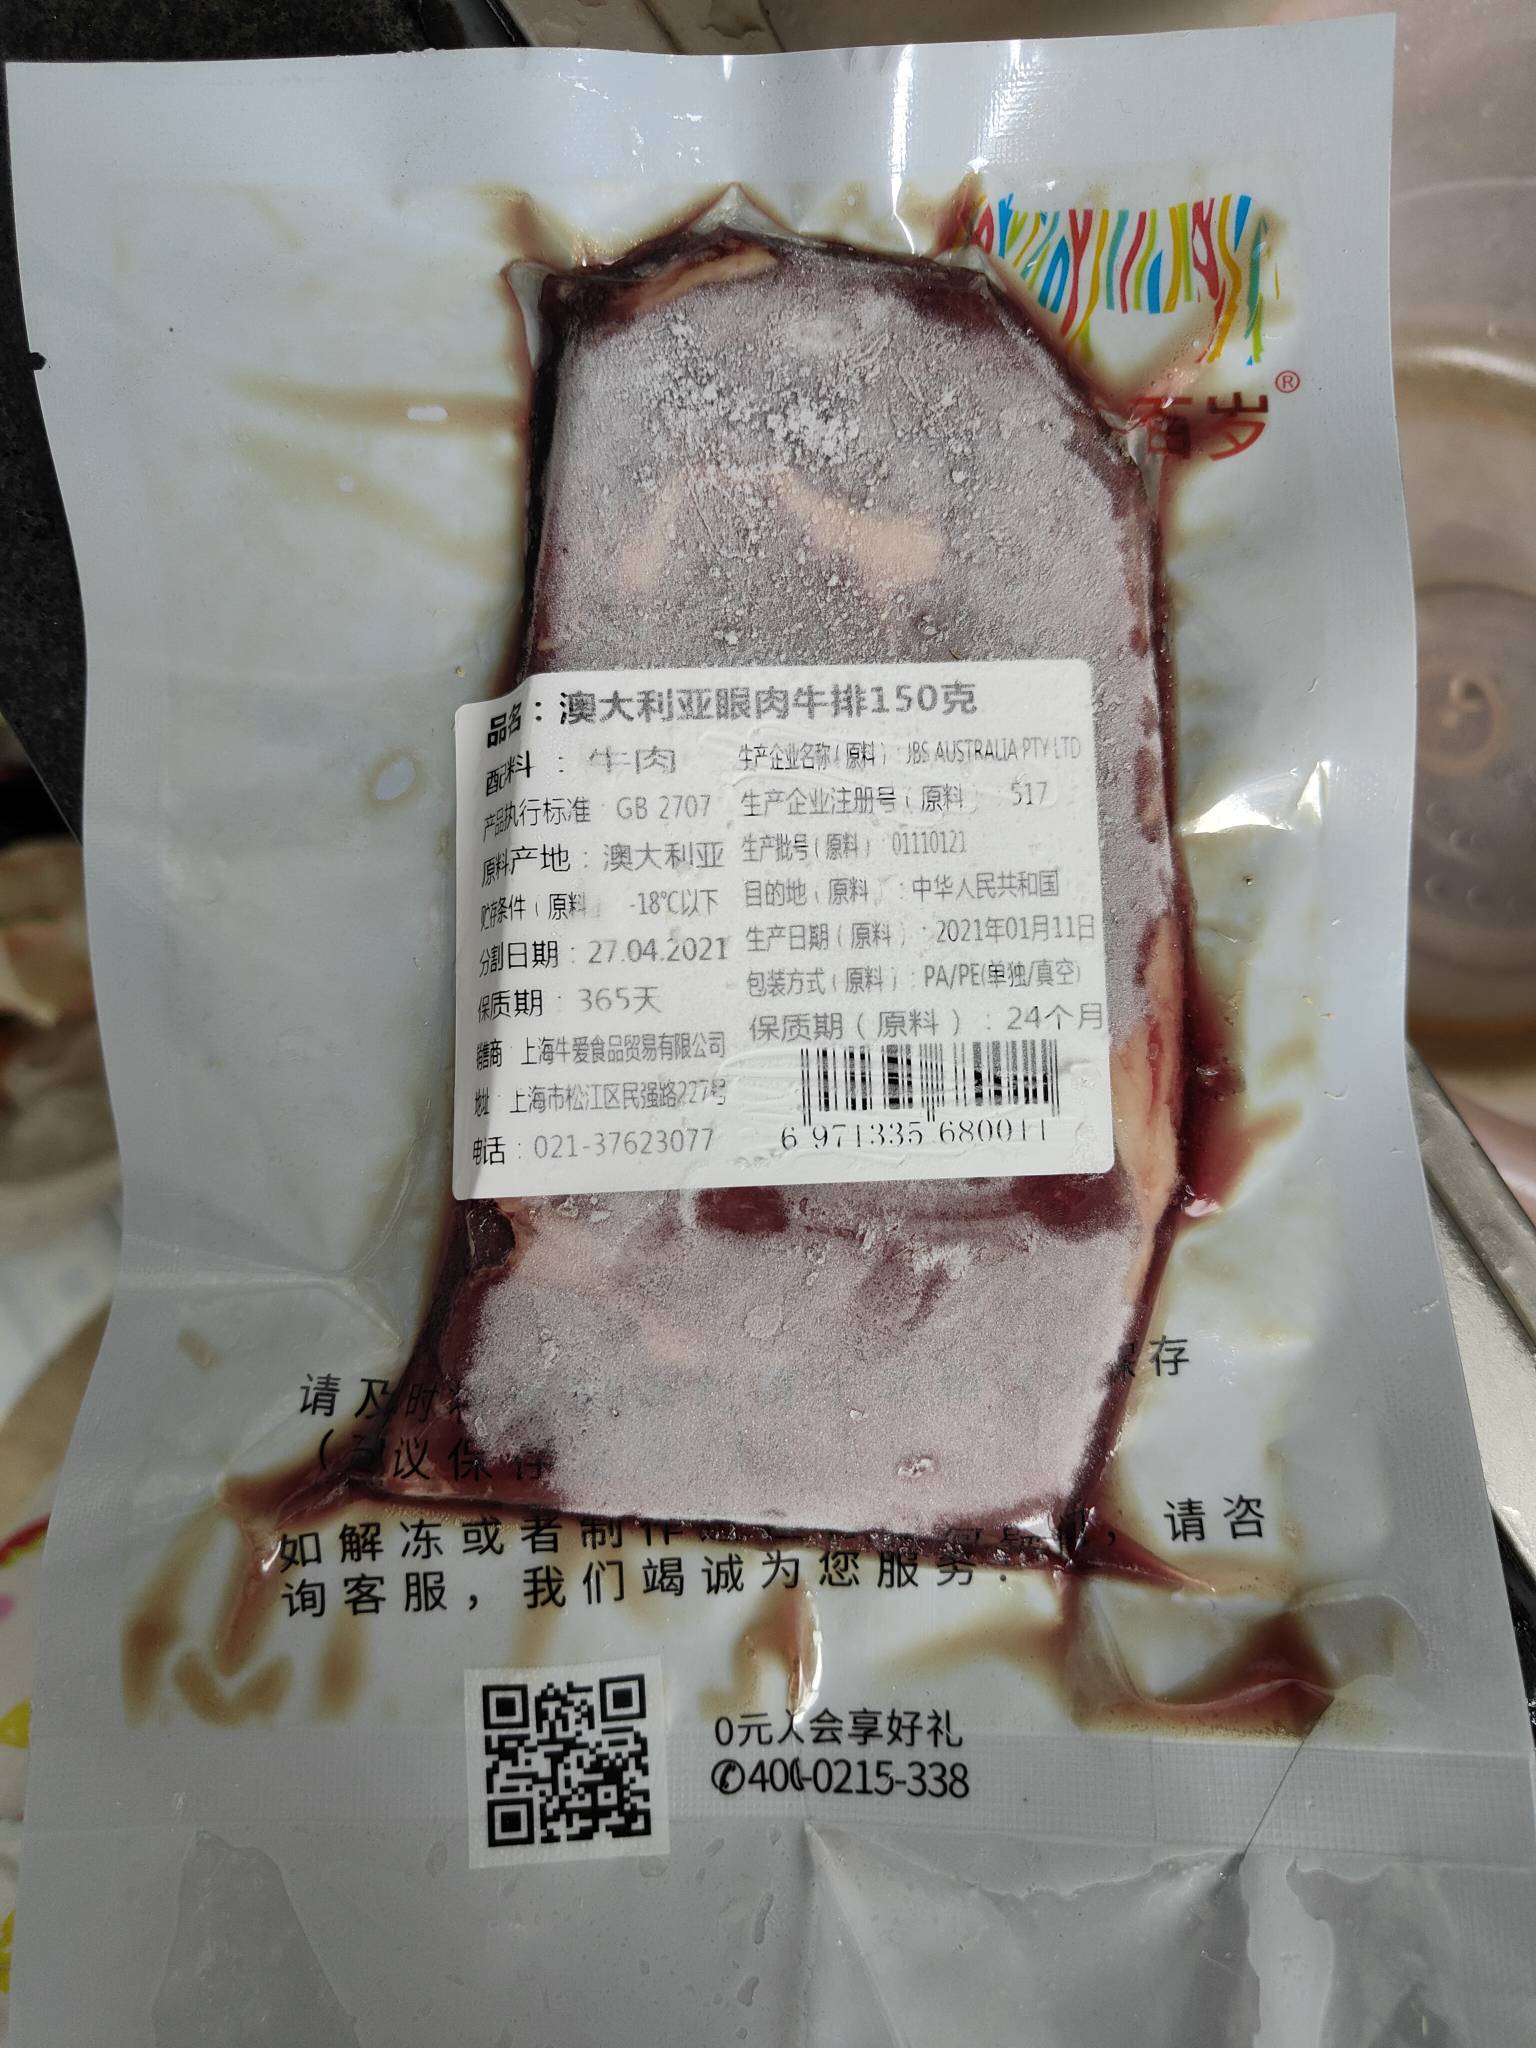 百岁®
品名：澳大利亚眼肉牛排150克
配料：牛肉
产品执行标准：GB 2707
原料产地：澳大利亚
贮存条件（原料 -18℃以下
分割日期：27.04.2021
保质期：365天
销售商 上海牛爱食品贸易有限公司
地址 上海市松江区民强路227号
电话：021-37623077
生产企业名称（原料）：JBS AUSTRALIA PTY LTD
生产企业注册号（原料）：517
生产批号（原料）：01110121
目的地（原料）：中华人民共和国
生产日期（原料）：2021年01月11日
包装方式（原料）：PA/PE(单独/真空)
保质期（原料）：24个月
6 971335 680011
请及时 保存
（建议保存
如解冻或者制作 请咨
询客服，我们竭诚为您服务.
0元入会享好礼
✆400-0215-338